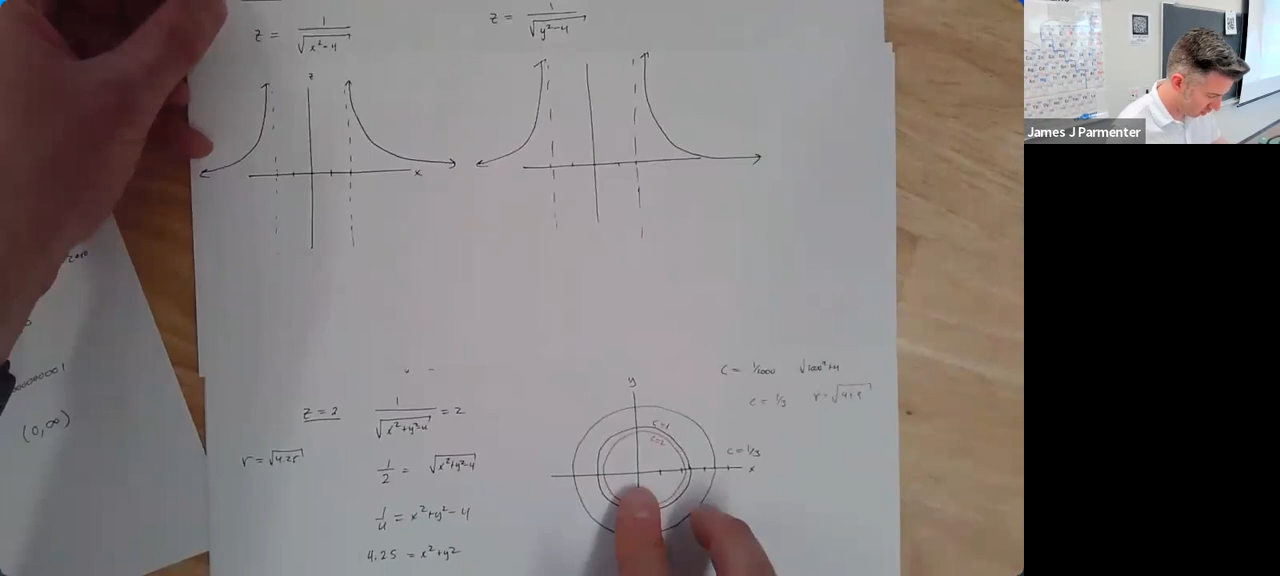 z = 1/√(x²-4)
z = 1/√(y²-4)
z
x
(0,∞)
z = 2
1/√(x²+y²-4) = 2
r = √4.25
1/2 = √(x²+y²-4)
1/4 = x²+y²-4
4.25 = x²+y²
y
x
c=1
c=2
c = 1/3
c = 1/1000 √(1000²+4)
c = 1/3
James J Parmenter